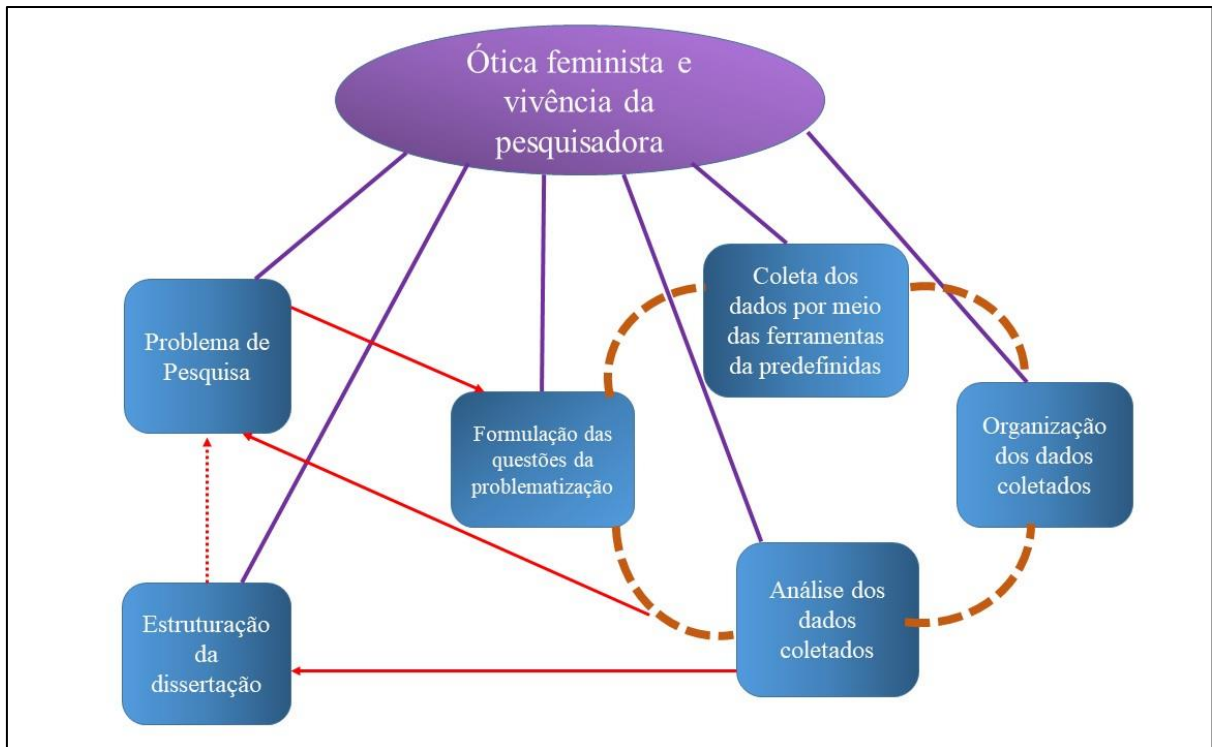 Ótica feminista e
vivência da
pesquisadora
Problema de
Pesquisa
Formulação das
questões da
problematização
Coleta dos
dados por meio
das ferramentas
da predefinidas
Organização
dos dados
coletados
Análise dos
dados
coletados
Estruturação
da
dissertação